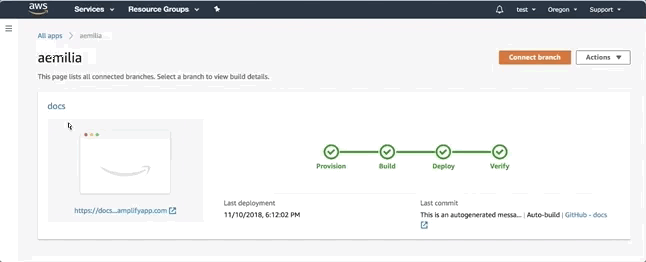 aws Services Resource Groups test Oregon Support
All apps aemilia
aemilia
Connect branch Actions
This page lists all connected branches. Select a branch to view build details.
docs
Provision Build Deploy Verify
https://docs...amplifyapp.com
Last deployment Last commit
11/10/2018, 6:12:02 PM This is an autogenerated messa... | Auto-build | GitHub - docs